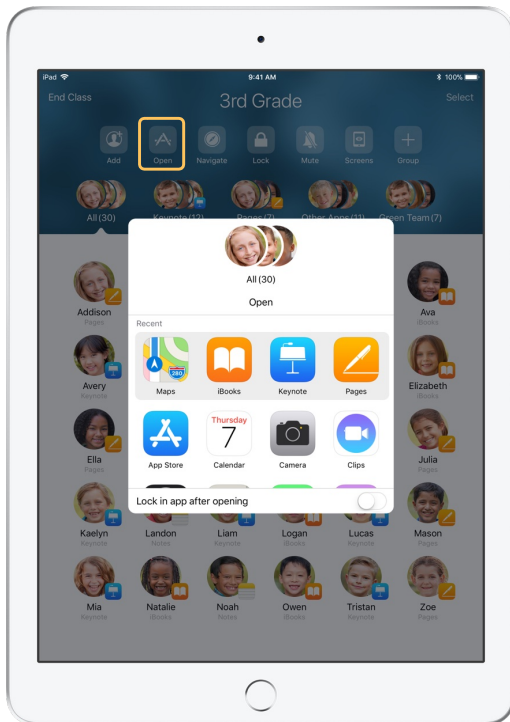 iPad 9:41 AM 100%
End Class 3rd Grade Select
Add Open Navigate Lock Mute Screens Group
All (30) Keynote (12) Pages (7) Other Apps (11) Green Team (7)
All (30)
Open
Recent
280
Maps iBooks Keynote Pages
Thursday
7
App Store Calendar Camera Clips
Lock in app after opening
Addison Ava
Pages iBooks
Avery Elizabeth
Keynote iBooks
Ella Julia
Pages Pages
Kaelyn Landon Liam Logan Lucas Mason
Keynote Notes Keynote iBooks Keynote Pages
Mia Natalie Noah Owen Tristan Zoe
Keynote iBooks Notes iBooks Keynote Pages